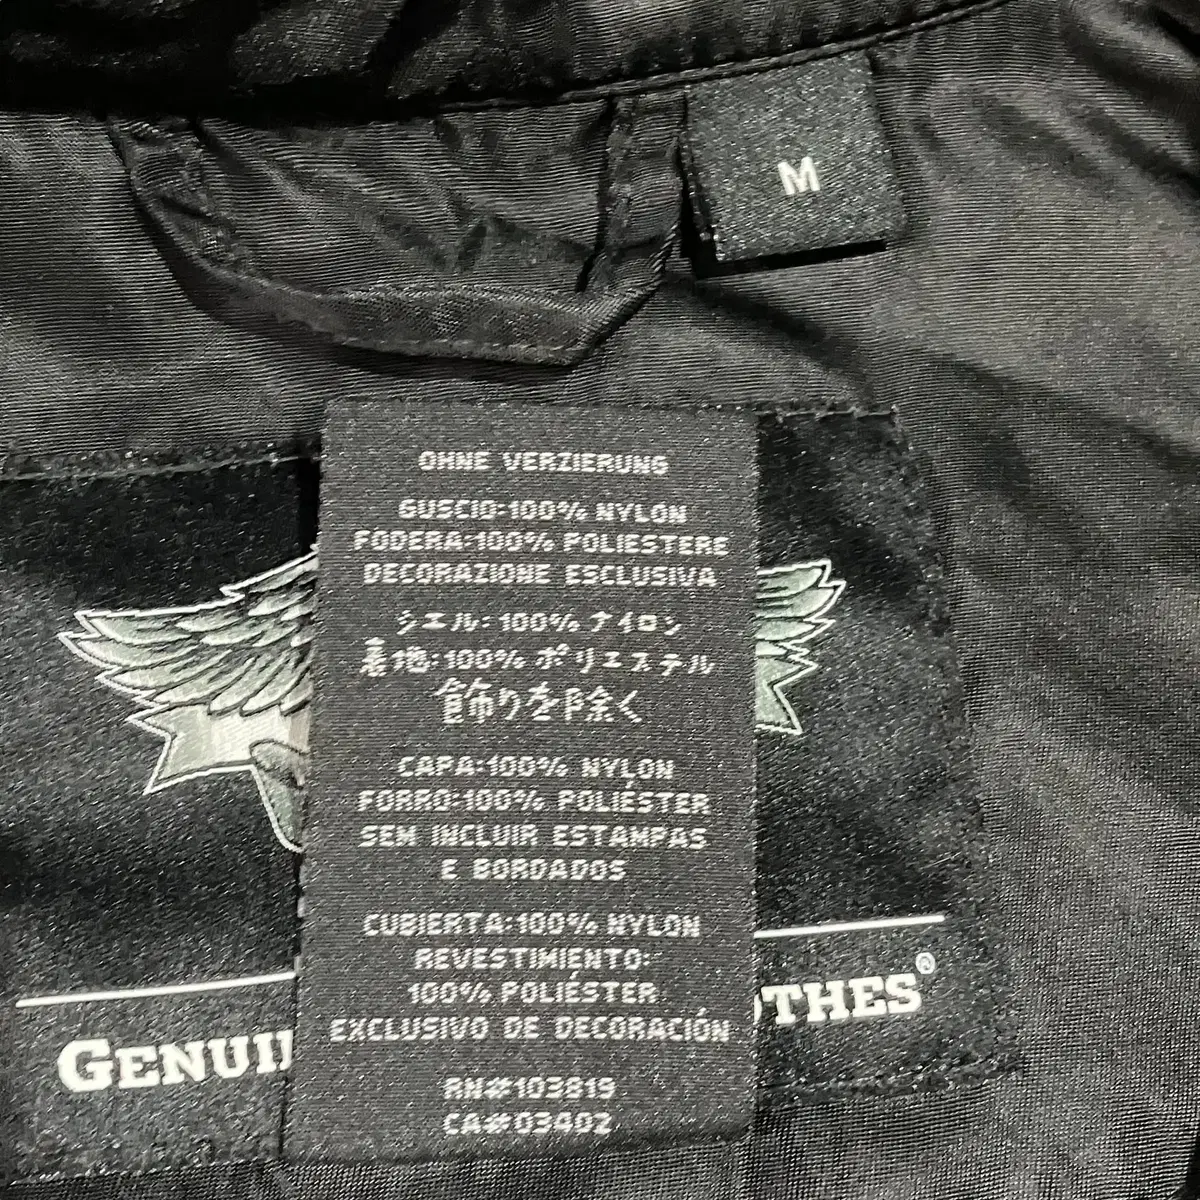 M
OHNE VERZIERUNG
GUSCIO:100% NYLON
FODERA:100% POLIESTERE
DECORAZIONE ESCLUSIVA
シエル:100% ナイロン
裏地:100% ポリエステル
飾りを除く
CAPA:100% NYLON
FORRO:100% POLIÉSTER
SEM INCLUIR ESTAMPAS
E BORDADOS
CUBIERTA:100% NYLON
REVESTIMIENTO:
100% POLIÉSTER
EXCLUSIVO DE DECORACIÓN
RN#103819
CA#03402
GENUI OTHES®